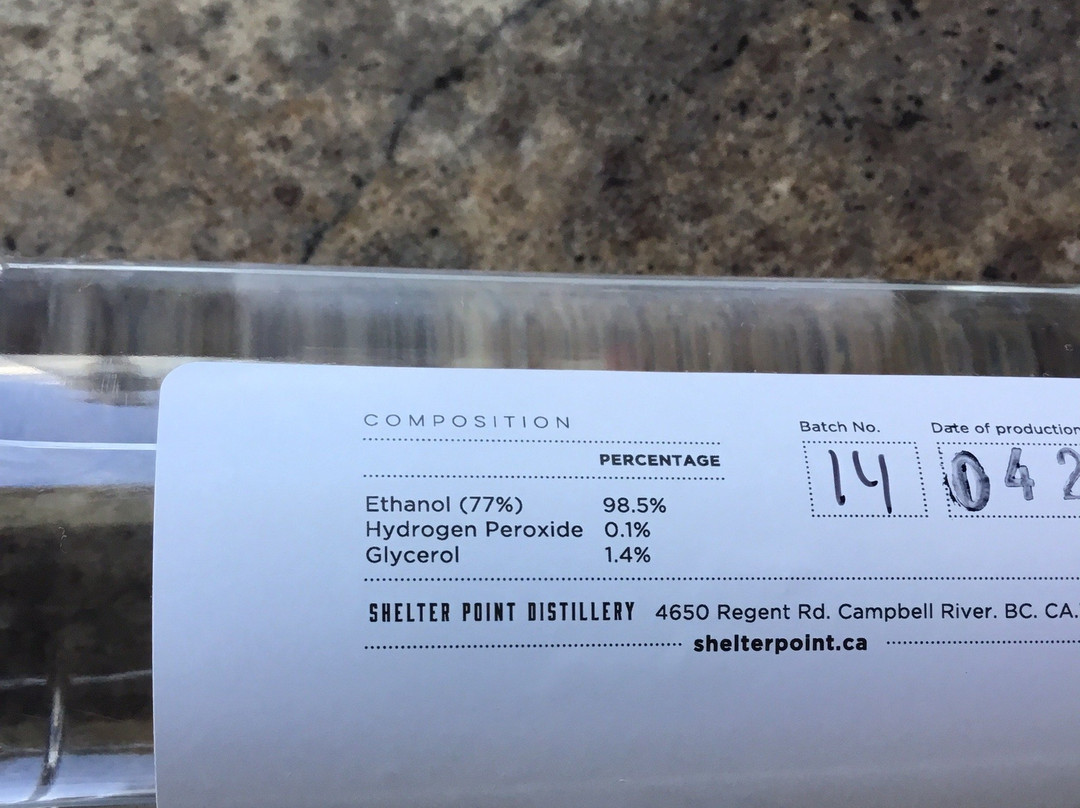 COMPOSITION
PERCENTAGE
Ethanol (77%) 98.5%
Hydrogen Peroxide 0.1%
Glycerol 1.4%
Batch No.
14
Date of production
042
SHELTER POINT DISTILLERY 4650 Regent Rd. Campbell River. BC. CA.
shelterpoint.ca